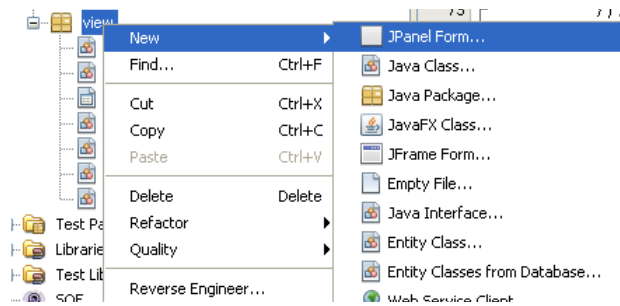 view
New
Find... Ctrl+F
Cut Ctrl+X
Copy Ctrl+C
Paste Ctrl+V
Delete Delete
Refactor
Quality
Reverse Engineer...
JPanel Form...
Java Class...
Java Package...
JavaFX Class...
JFrame Form...
Empty File...
Java Interface...
Entity Class...
Entity Classes from Database...
Web Service Client
Test Pa
Librarie
Test Lib